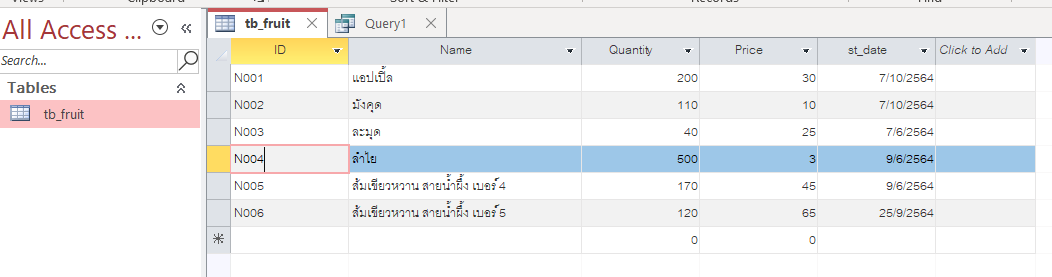 Views
Clipboard
Sort & Filter
Records
Find
All Access ...
tb_fruit
Query1
Search...
Tables
tb_fruit
ID Name Quantity Price st_date Click to Add
N001 แอปเปิ้ล 200 30 7/10/2564
N002 มังคุด 110 10 7/10/2564
N003 ละมุด 40 25 7/6/2564
N004 ลำไย 500 3 9/6/2564
N005 ส้มเขียวหวาน สายน้ำผึ้ง เบอร์ 4 170 45 9/6/2564
N006 ส้มเขียวหวาน สายน้ำผึ้ง เบอร์ 5 120 65 25/9/2564
0 0